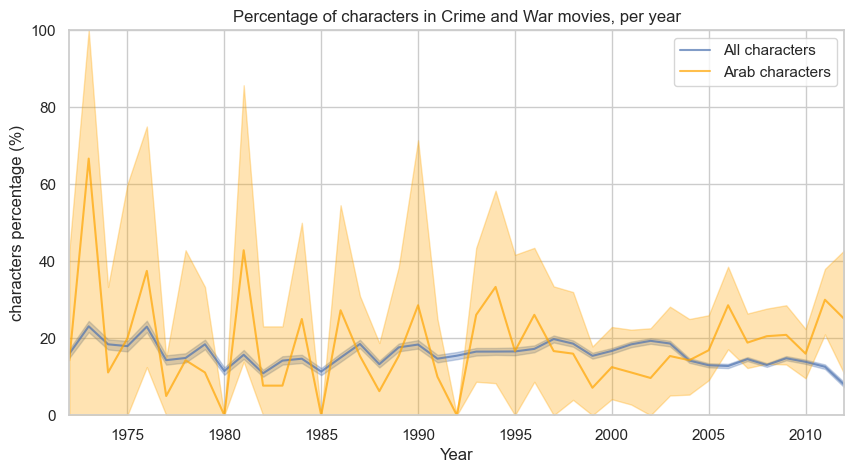 Percentage of characters in Crime and War movies, per year
All characters
Arab characters
characters percentage (%)
100
80
60
40
20
0
1975 1980 1985 1990 1995 2000 2005 2010
Year